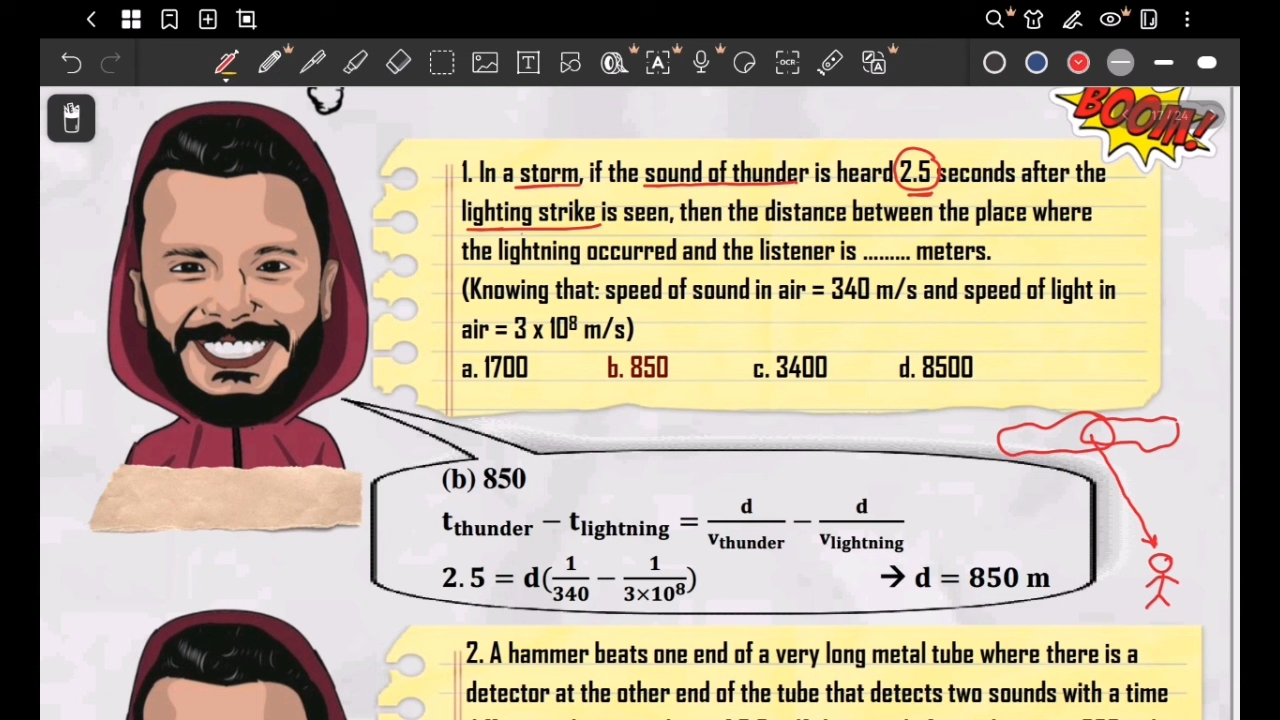 BOOM!
17 / 24
1. In a storm, if the sound of thunder is heard 2.5 seconds after the
lighting strike is seen, then the distance between the place where
the lightning occurred and the listener is ......... meters.
(Knowing that: speed of sound in air = 340 m/s and speed of light in
air = 3 x 10⁸ m/s)
a. 1700 b. 850 c. 3400 d. 8500
(b) 850
t_thunder − t_lightning = d/v_thunder − d/v_lightning
2.5 = d(1/340 − 1/3×10⁸) → d = 850 m
2. A hammer beats one end of a very long metal tube where there is a
detector at the other end of the tube that detects two sounds with a time